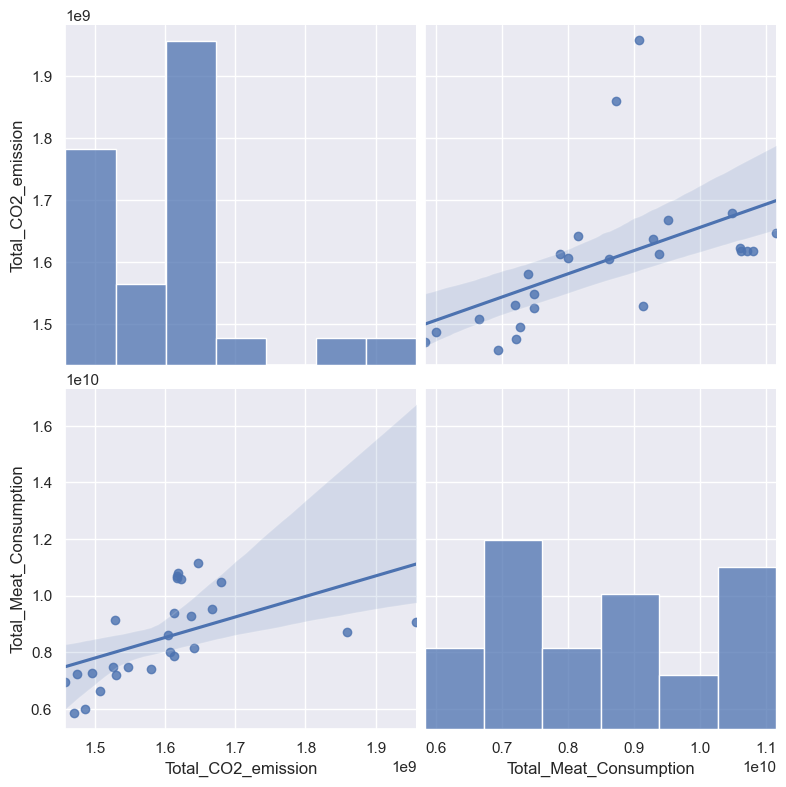 1e9
1.9
1.8
1.7
1.6
1.5
Total_CO2_emission
1e10
1.6
1.4
1.2
1.0
0.8
0.6
Total_Meat_Consumption
1.5 1.6 1.7 1.8 1.9
1e9
Total_CO2_emission
0.6 0.7 0.8 0.9 1.0 1.1
1e10
Total_Meat_Consumption